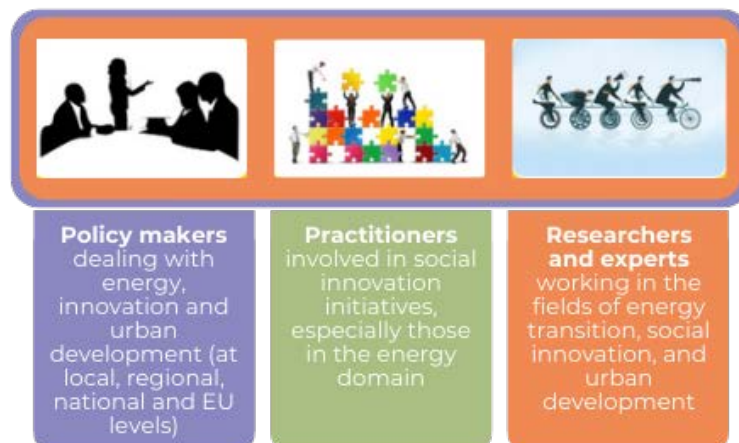 Policy makers
dealing with
energy,
innovation and
urban
development (at
local, regional,
national and EU
levels)
Practitioners
involved in social
innovation
initiatives,
especially those
in the energy
domain
Researchers
and experts
working in the
fields of energy
transition, social
innovation, and
urban
development